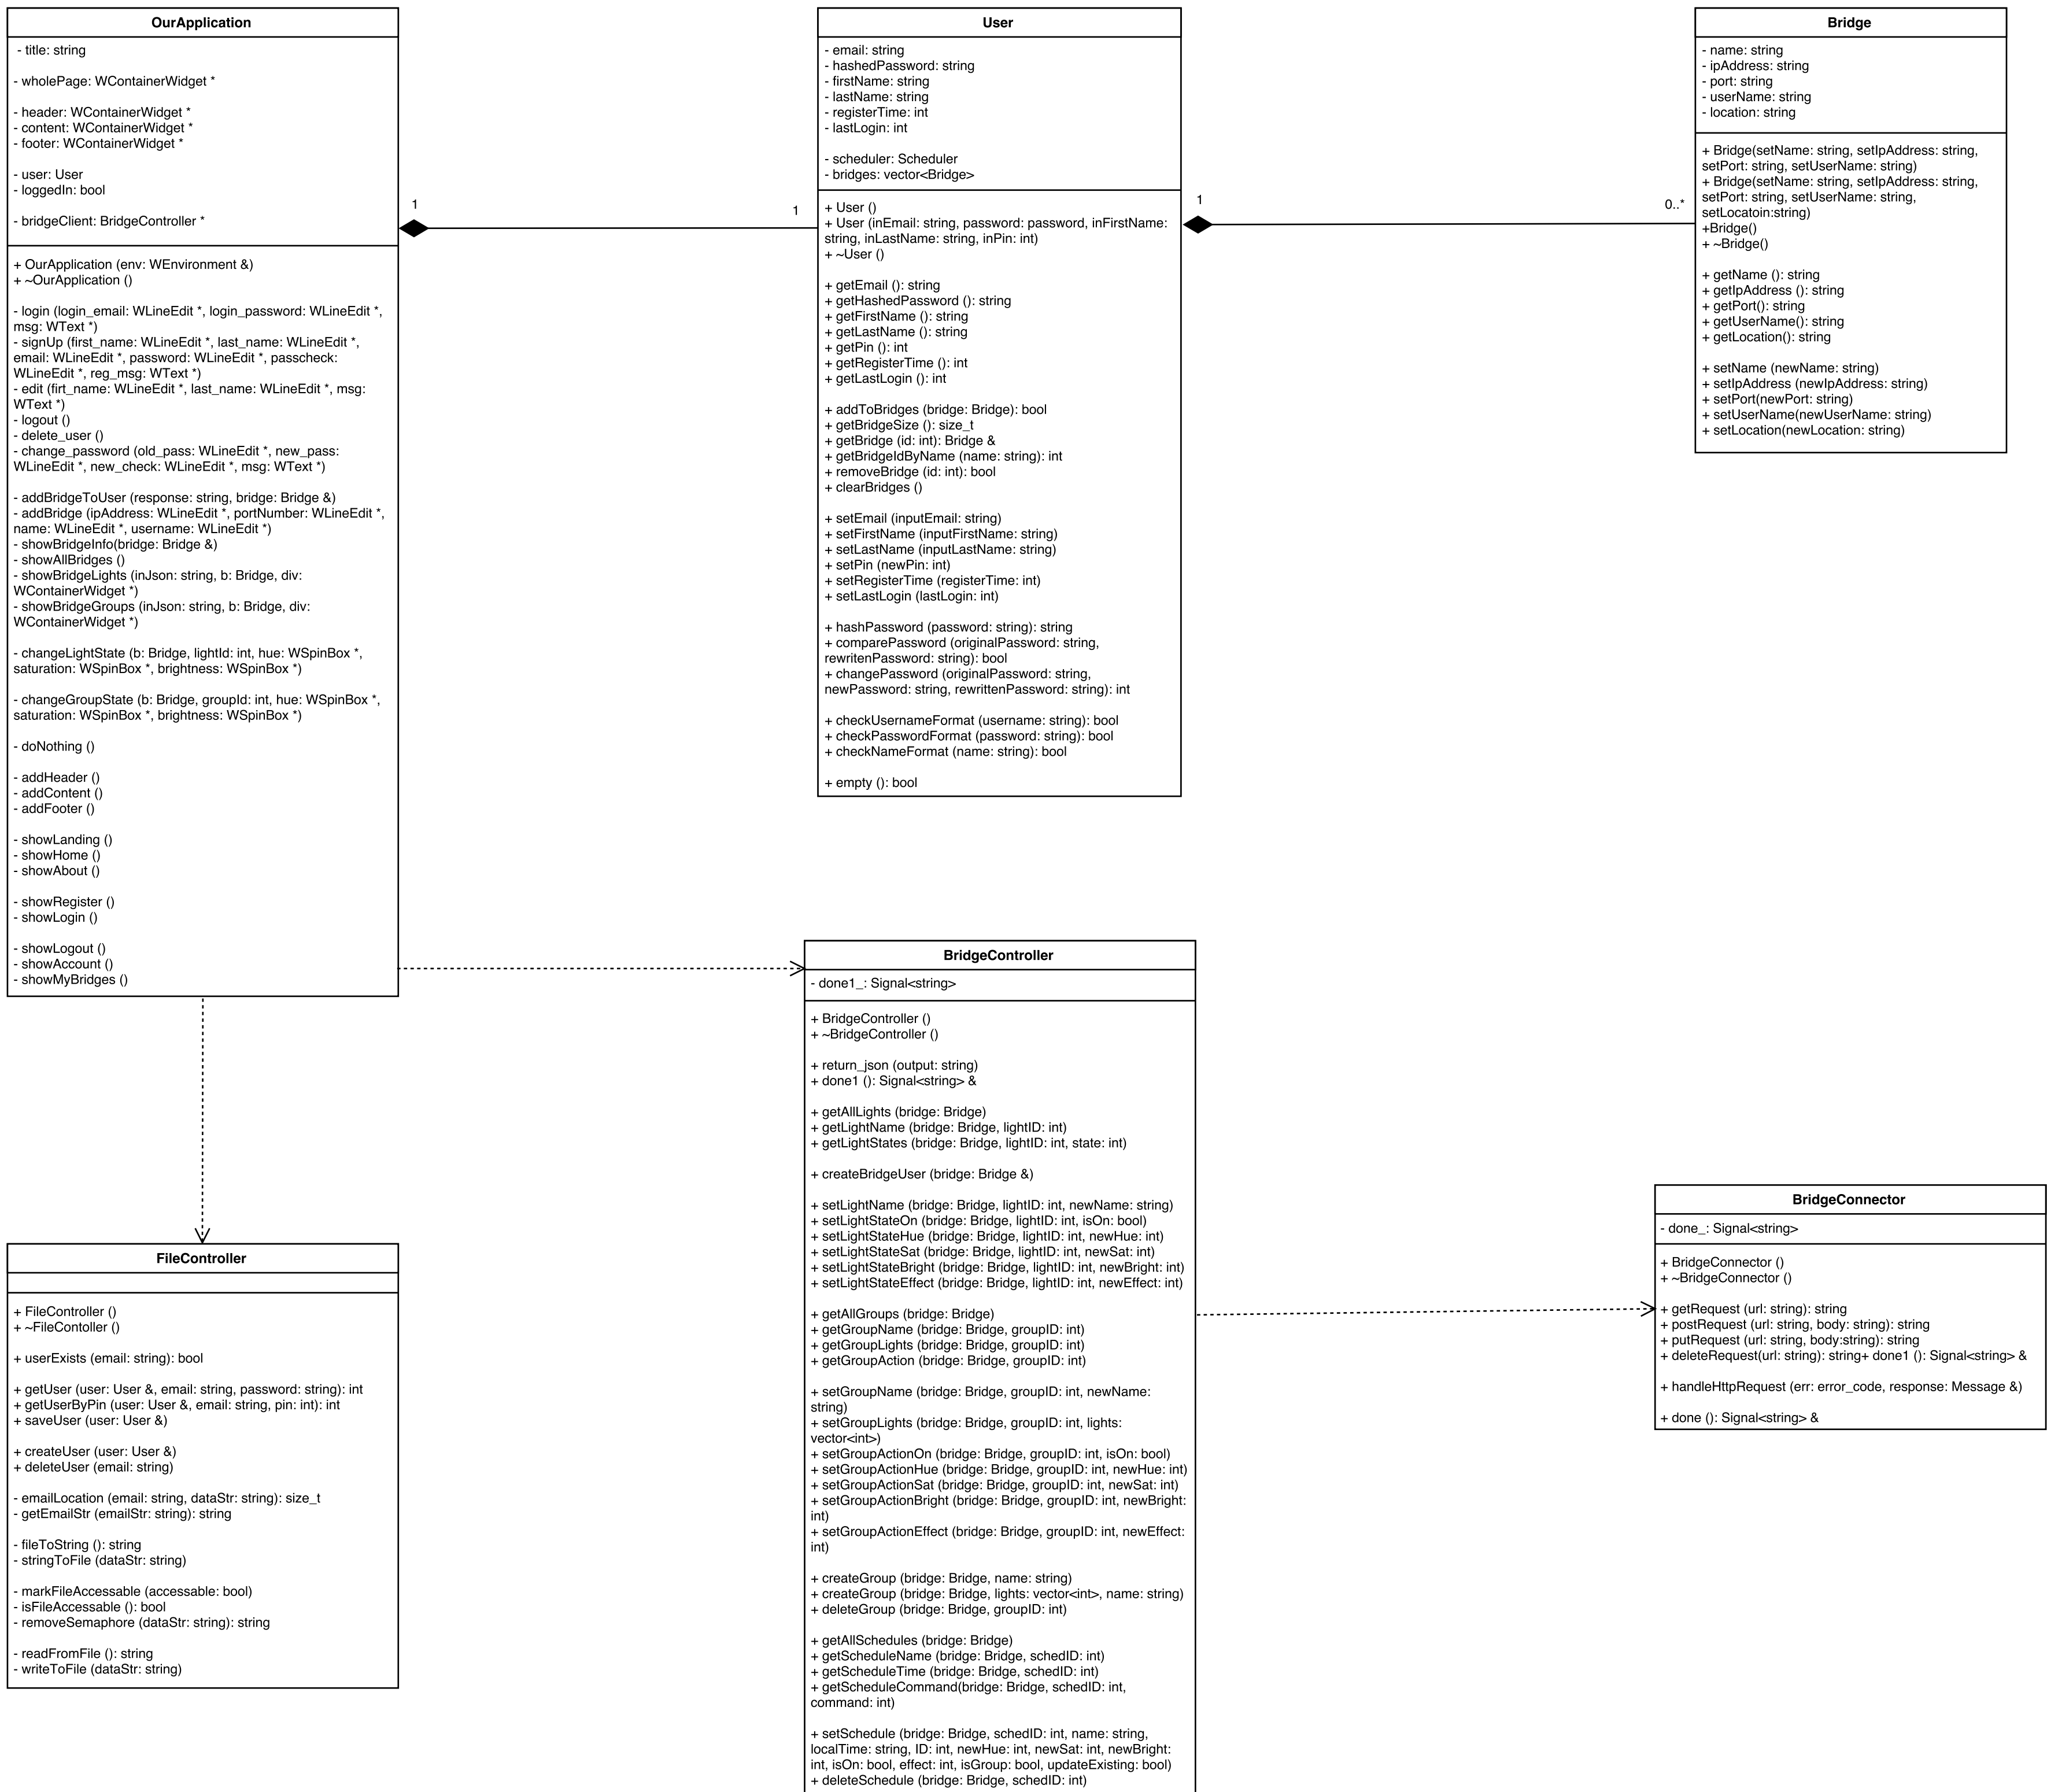 OurApplication
- title: string
- wholePage: WContainerWidget *
- header: WContainerWidget *
- content: WContainerWidget *
- footer: WContainerWidget *
- user: User
- loggedIn: bool
- bridgeClient: BridgeController *
+ OurApplication (env: WEnvironment &)
+ ~OurApplication ()
- login (login_email: WLineEdit *, login_password: WLineEdit *,
msg: WText *)
- signUp (first_name: WLineEdit *, last_name: WLineEdit *,
email: WLineEdit *, password: WLineEdit *, passcheck:
WLineEdit *, reg_msg: WText *)
- edit (firt_name: WLineEdit *, last_name: WLineEdit *, msg:
WText *)
- logout ()
- delete_user ()
- change_password (old_pass: WLineEdit *, new_pass:
WLineEdit *, new_check: WLineEdit *, msg: WText *)
- addBridgeToUser (response: string, bridge: Bridge &)
- addBridge (ipAddress: WLineEdit *, portNumber: WLineEdit *,
name: WLineEdit *, username: WLineEdit *)
- showBridgeInfo(bridge: Bridge &)
- showAllBridges ()
- showBridgeLights (inJson: string, b: Bridge, div:
WContainerWidget *)
- showBridgeGroups (inJson: string, b: Bridge, div:
WContainerWidget *)
- changeLightState (b: Bridge, lightId: int, hue: WSpinBox *,
saturation: WSpinBox *, brightness: WSpinBox *)
- changeGroupState (b: Bridge, groupId: int, hue: WSpinBox *,
saturation: WSpinBox *, brightness: WSpinBox *)
- doNothing ()
- addHeader ()
- addContent ()
- addFooter ()
- showLanding ()
- showHome ()
- showAbout ()
- showRegister ()
- showLogin ()
- showLogout ()
- showAccount ()
- showMyBridges ()
1
1
User
- email: string
- hashedPassword: string
- firstName: string
- lastName: string
- registerTime: int
- lastLogin: int
- scheduler: Scheduler
- bridges: vector<Bridge>
+ User ()
+ User (inEmail: string, password: password, inFirstName:
string, inLastName: string, inPin: int)
+ ~User ()
+ getEmail (): string
+ getHashedPassword (): string
+ getFirstName (): string
+ getLastName (): string
+ getPin (): int
+ getRegisterTime (): int
+ getLastLogin (): int
+ addToBridges (bridge: Bridge): bool
+ getBridgeSize (): size_t
+ getBridge (id: int): Bridge &
+ getBridgeIdByName (name: string): int
+ removeBridge (id: int): bool
+ clearBridges ()
+ setEmail (inputEmail: string)
+ setFirstName (inputFirstName: string)
+ setLastName (inputLastName: string)
+ setPin (newPin: int)
+ setRegisterTime (registerTime: int)
+ setLastLogin (lastLogin: int)
+ hashPassword (password: string): string
+ comparePassword (originalPassword: string,
rewritenPassword: string): bool
+ changePassword (originalPassword: string,
newPassword: string, rewrittenPassword: string): int
+ checkUsernameFormat (username: string): bool
+ checkPasswordFormat (password: string): bool
+ checkNameFormat (name: string): bool
+ empty (): bool
1
0..*
Bridge
- name: string
- ipAddress: string
- port: string
- userName: string
- location: string
+ Bridge(setName: string, setIpAddress: string,
setPort: string, setUserName: string)
+ Bridge(setName: string, setIpAddress: string,
setPort: string, setUserName: string,
setLocatoin:string)
+Bridge()
+ ~Bridge()
+ getName (): string
+ getIpAddress (): string
+ getPort(): string
+ getUserName(): string
+ getLocation(): string
+ setName (newName: string)
+ setIpAddress (newIpAddress: string)
+ setPort(newPort: string)
+ setUserName(newUserName: string)
+ setLocation(newLocation: string)
FileController
+ FileController ()
+ ~FileContoller ()
+ userExists (email: string): bool
+ getUser (user: User &, email: string, password: string): int
+ getUserByPin (user: User &, email: string, pin: int): int
+ saveUser (user: User &)
+ createUser (user: User &)
+ deleteUser (email: string)
- emailLocation (email: string, dataStr: string): size_t
- getEmailStr (emailStr: string): string
- fileToString (): string
- stringToFile (dataStr: string)
- markFileAccessable (accessable: bool)
- isFileAccessable (): bool
- removeSemaphore (dataStr: string): string
- readFromFile (): string
- writeToFile (dataStr: string)
BridgeController
- done1_: Signal<string>
+ BridgeController ()
+ ~BridgeController ()
+ return_json (output: string)
+ done1 (): Signal<string> &
+ getAllLights (bridge: Bridge)
+ getLightName (bridge: Bridge, lightID: int)
+ getLightStates (bridge: Bridge, lightID: int, state: int)
+ createBridgeUser (bridge: Bridge &)
+ setLightName (bridge: Bridge, lightID: int, newName: string)
+ setLightStateOn (bridge: Bridge, lightID: int, isOn: bool)
+ setLightStateHue (bridge: Bridge, lightID: int, newHue: int)
+ setLightStateSat (bridge: Bridge, lightID: int, newSat: int)
+ setLightStateBright (bridge: Bridge, lightID: int, newBright: int)
+ setLightStateEffect (bridge: Bridge, lightID: int, newEffect: int)
+ getAllGroups (bridge: Bridge)
+ getGroupName (bridge: Bridge, groupID: int)
+ getGroupLights (bridge: Bridge, groupID: int)
+ getGroupAction (bridge: Bridge, groupID: int)
+ setGroupName (bridge: Bridge, groupID: int, newName:
string)
+ setGroupLights (bridge: Bridge, groupID: int, lights:
vector<int>)
+ setGroupActionOn (bridge: Bridge, groupID: int, isOn: bool)
+ setGroupActionHue (bridge: Bridge, groupID: int, newHue: int)
+ setGroupActionSat (bridge: Bridge, groupID: int, newSat: int)
+ setGroupActionBright (bridge: Bridge, groupID: int, newBright:
int)
+ setGroupActionEffect (bridge: Bridge, groupID: int, newEffect:
int)
+ createGroup (bridge: Bridge, name: string)
+ createGroup (bridge: Bridge, lights: vector<int>, name: string)
+ deleteGroup (bridge: Bridge, groupID: int)
+ getAllSchedules (bridge: Bridge)
+ getScheduleName (bridge: Bridge, schedID: int)
+ getScheduleTime (bridge: Bridge, schedID: int)
+ getScheduleCommand(bridge: Bridge, schedID: int,
command: int)
+ setSchedule (bridge: Bridge, schedID: int, name: string,
localTime: string, ID: int, newHue: int, newSat: int, newBright:
int, isOn: bool, effect: int, isGroup: bool, updateExisting: bool)
+ deleteSchedule (bridge: Bridge, schedID: int)
BridgeConnector
- done_: Signal<string>
+ BridgeConnector ()
+ ~BridgeConnector ()
+ getRequest (url: string): string
+ postRequest (url: string, body: string): string
+ putRequest (url: string, body:string): string
+ deleteRequest(url: string): string+ done1 (): Signal<string> &
+ handleHttpRequest (err: error_code, response: Message &)
+ done (): Signal<string> &